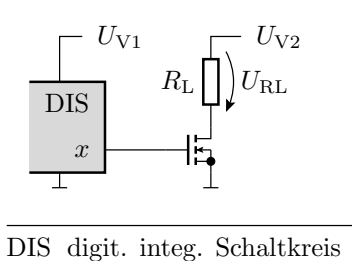 U_V1 U_V2
DIS R_L U_RL
x
DIS digit. integ. Schaltkreis